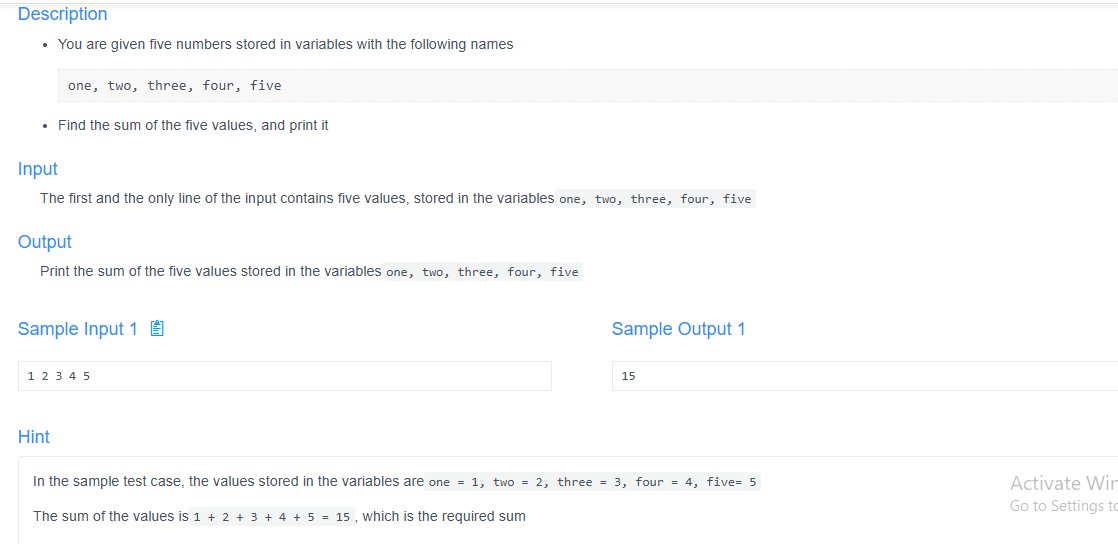 Description
• You are given five numbers stored in variables with the following names
one, two, three, four, five
• Find the sum of the five values, and print it
Input
The first and the only line of the input contains five values, stored in the variables one, two, three, four, five
Output
Print the sum of the five values stored in the variables one, two, three, four, five
Sample Input 1
Sample Output 1
1 2 3 4 5
15
Hint
In the sample test case, the values stored in the variables are one = 1, two = 2, three = 3, four = 4, five= 5
The sum of the values is 1 + 2 + 3 + 4 + 5 = 15 , which is the required sum
Activate Win
Go to Settings to